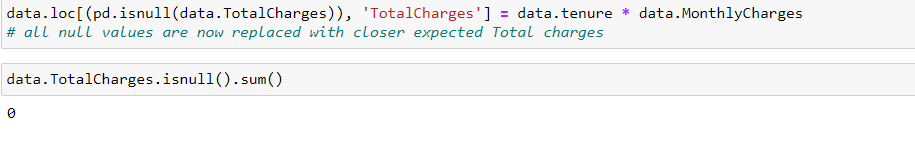 data.loc[(pd.isnull(data.TotalCharges)), 'TotalCharges'] = data.tenure * data.MonthlyCharges
# all null values are now replaced with closer expected Total charges
data.TotalCharges.isnull().sum()
0